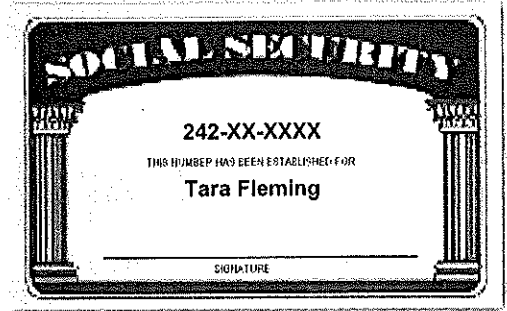 SOCIAL SECURITY
242-XX-XXXX
THIS NUMBER HAS BEEN ESTABLISHED FOR
Tara Fleming
SIGNATURE